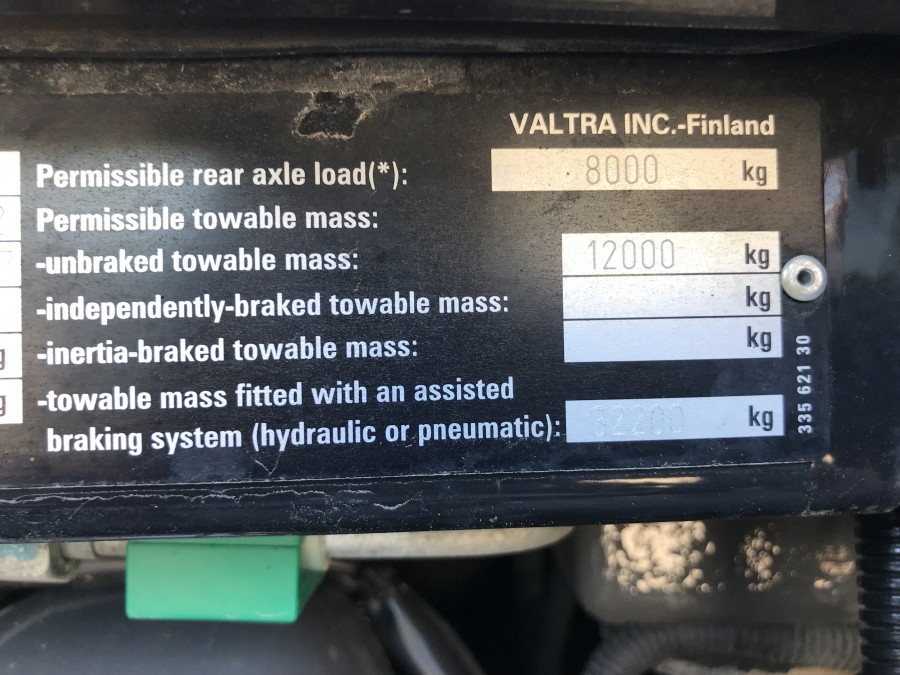 VALTRA INC.-Finland
Permissible rear axle load(*): 8000 kg
Permissible towable mass:
-unbraked towable mass: 12000 kg
-independently-braked towable mass: kg
-inertia-braked towable mass: kg
-towable mass fitted with an assisted
braking system (hydraulic or pneumatic): 32200 kg
335 621 30